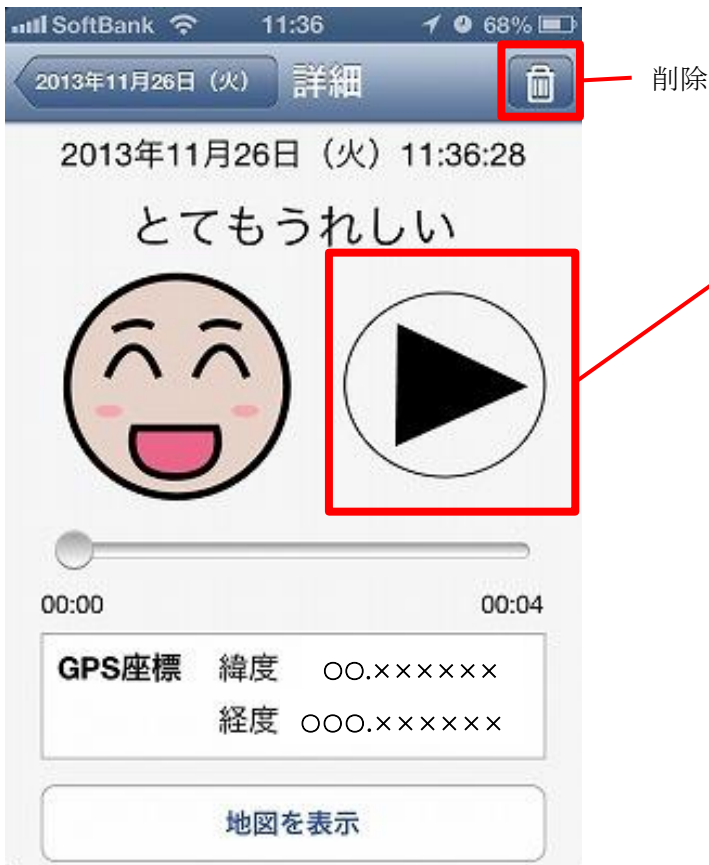 SoftBank 11:36 68%
2013年11月26日（火） 詳細
削除
2013年11月26日（火）11:36:28
とてもうれしい
00:00 00:04
GPS座標 緯度 ○○.××××××
経度 ○○○.××××××
地図を表示